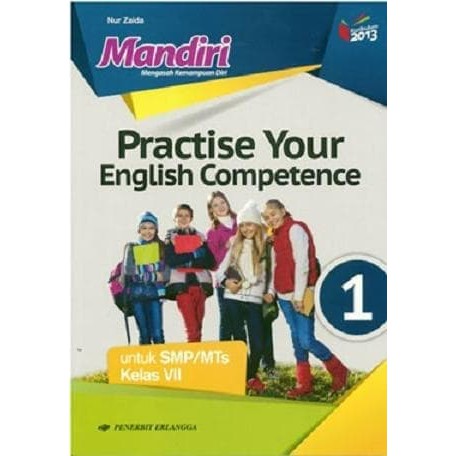 Nur Zaida
Kurikulum
2013
Mandiri
Mengasah Kemampuan Diri
Practise Your
English Competence
1
untuk SMP/MTs
Kelas VII
PENERBIT ERLANGGA